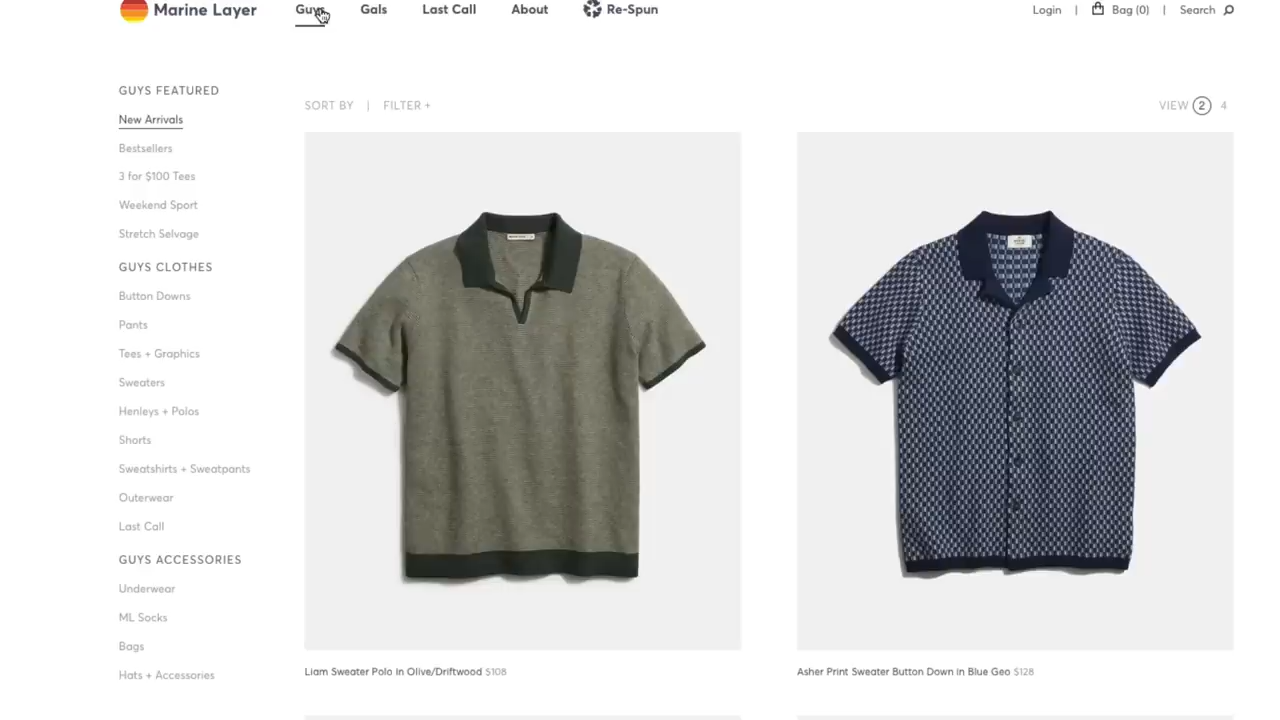 Marine Layer
Guys
Gals
Last Call
About
Re-Spun
Login | Bag (0) | Search
GUYS FEATURED
New Arrivals
Bestsellers
3 for $100 Tees
Weekend Sport
Stretch Selvage
GUYS CLOTHES
Button Downs
Pants
Tees + Graphics
Sweaters
Henleys + Polos
Shorts
Sweatshirts + Sweatpants
Outerwear
Last Call
GUYS ACCESSORIES
Underwear
ML Socks
Bags
Hats + Accessories
SORT BY | FILTER +
VIEW 2 4
Liam Sweater Polo in Olive/Driftwood $108
Asher Print Sweater Button Down in Blue Geo $128